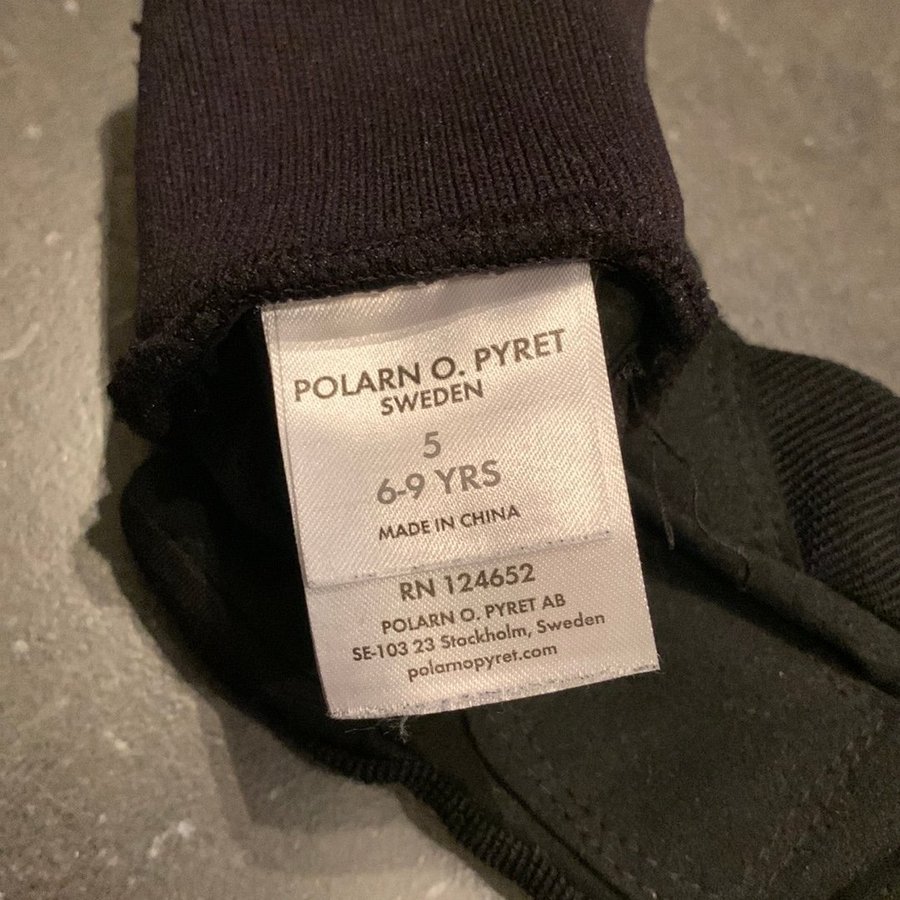 POLARN O. PYRET
SWEDEN
5
6-9 YRS
MADE IN CHINA
RN 124652
POLARN O. PYRET AB
SE-103 23 Stockholm, Sweden
polarnopyret.com